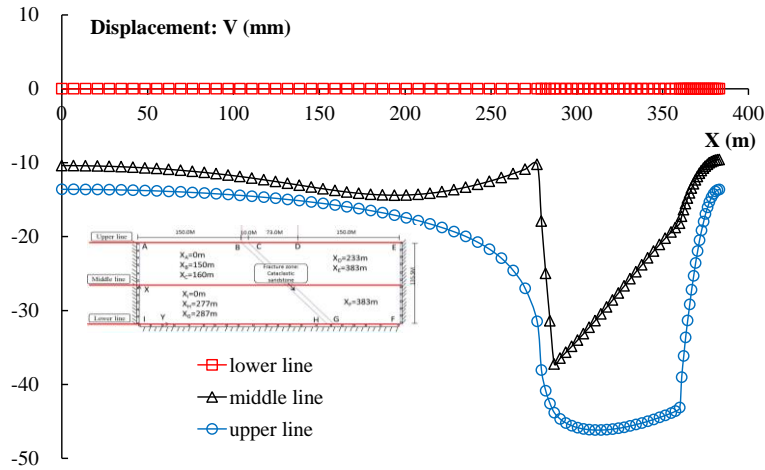 10
Displacement: V (mm)
0
0 50 100 150 200 250 300 350 400
X (m)
-10
-20
150.0M 10.0M 73.0M 150.0M
Upper line
A B C D E
X_A=0m
X_B=150m
X_C=160m
Fracture zone:
Cataclastic
sandstone
X_D=233m
X_E=383m
Middle line
X
-30
X_I=0m
X_H=277m
X_G=287m
X_F=383m
Lower line
I Y H G F
lower line
middle line
upper line
-40
-50